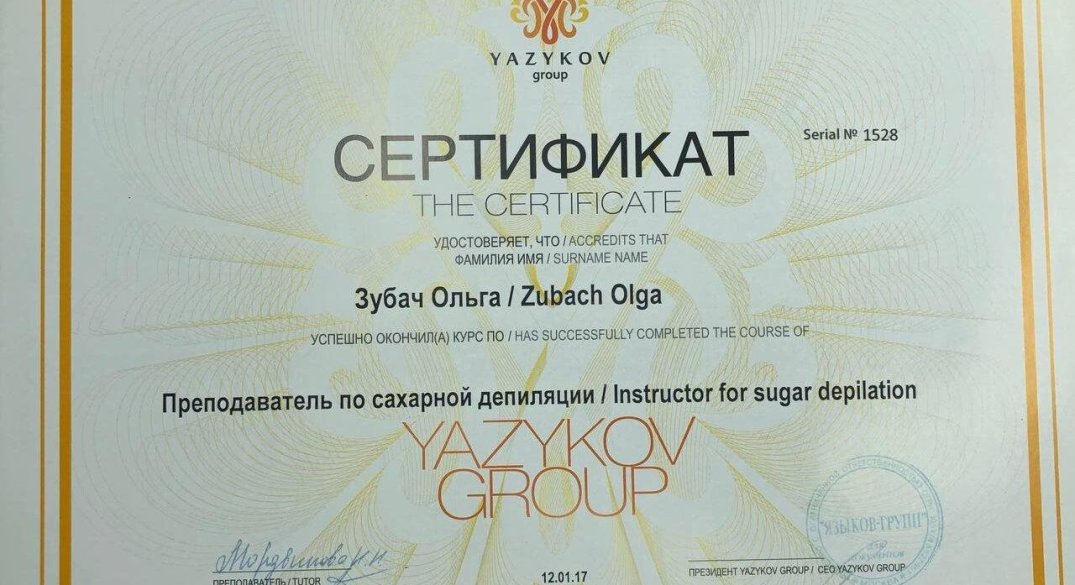 YAZYKOV
group
Serial № 1528
СЕРТИФИКАТ
THE CERTIFICATE
УДОСТОВЕРЯЕТ, ЧТО / ACCREDITS THAT
ФАМИЛИЯ ИМЯ / SURNAME NAME
Зубач Ольга / Zubach Olga
УСПЕШНО ОКОНЧИЛ(А) КУРС ПО / HAS SUCCESSFULLY COMPLETED THE COURSE OF
Преподаватель по сахарной депиляции / Instructor for sugar depilation
YAZYKOV
GROUP
"ЯЗЫКОВ-ГРУПП"
для
документов
ПРЕПОДАВАТЕЛЬ / TUTOR
12.01.17
ПРЕЗИДЕНТ YAZYKOV GROUP / CEO YAZYKOV GROUP